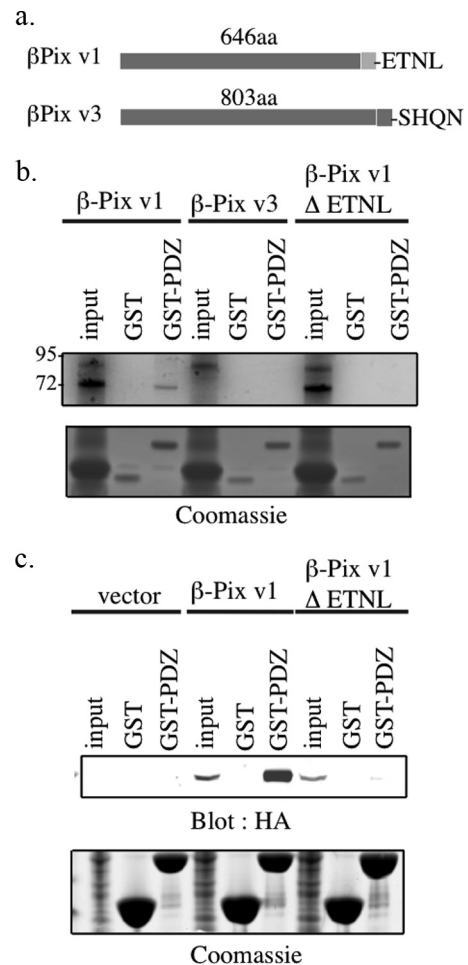 a.
646aa
βPix v1 -ETNL
803aa
βPix v3 -SHQN
b.
β-Pix v1 β-Pix v3 β-Pix v1
Δ ETNL
input GST GST-PDZ input GST GST-PDZ input GST GST-PDZ
95
72
Coomassie
c.
vector β-Pix v1 β-Pix v1
Δ ETNL
input GST GST-PDZ input GST GST-PDZ input GST GST-PDZ
Blot : HA
Coomassie